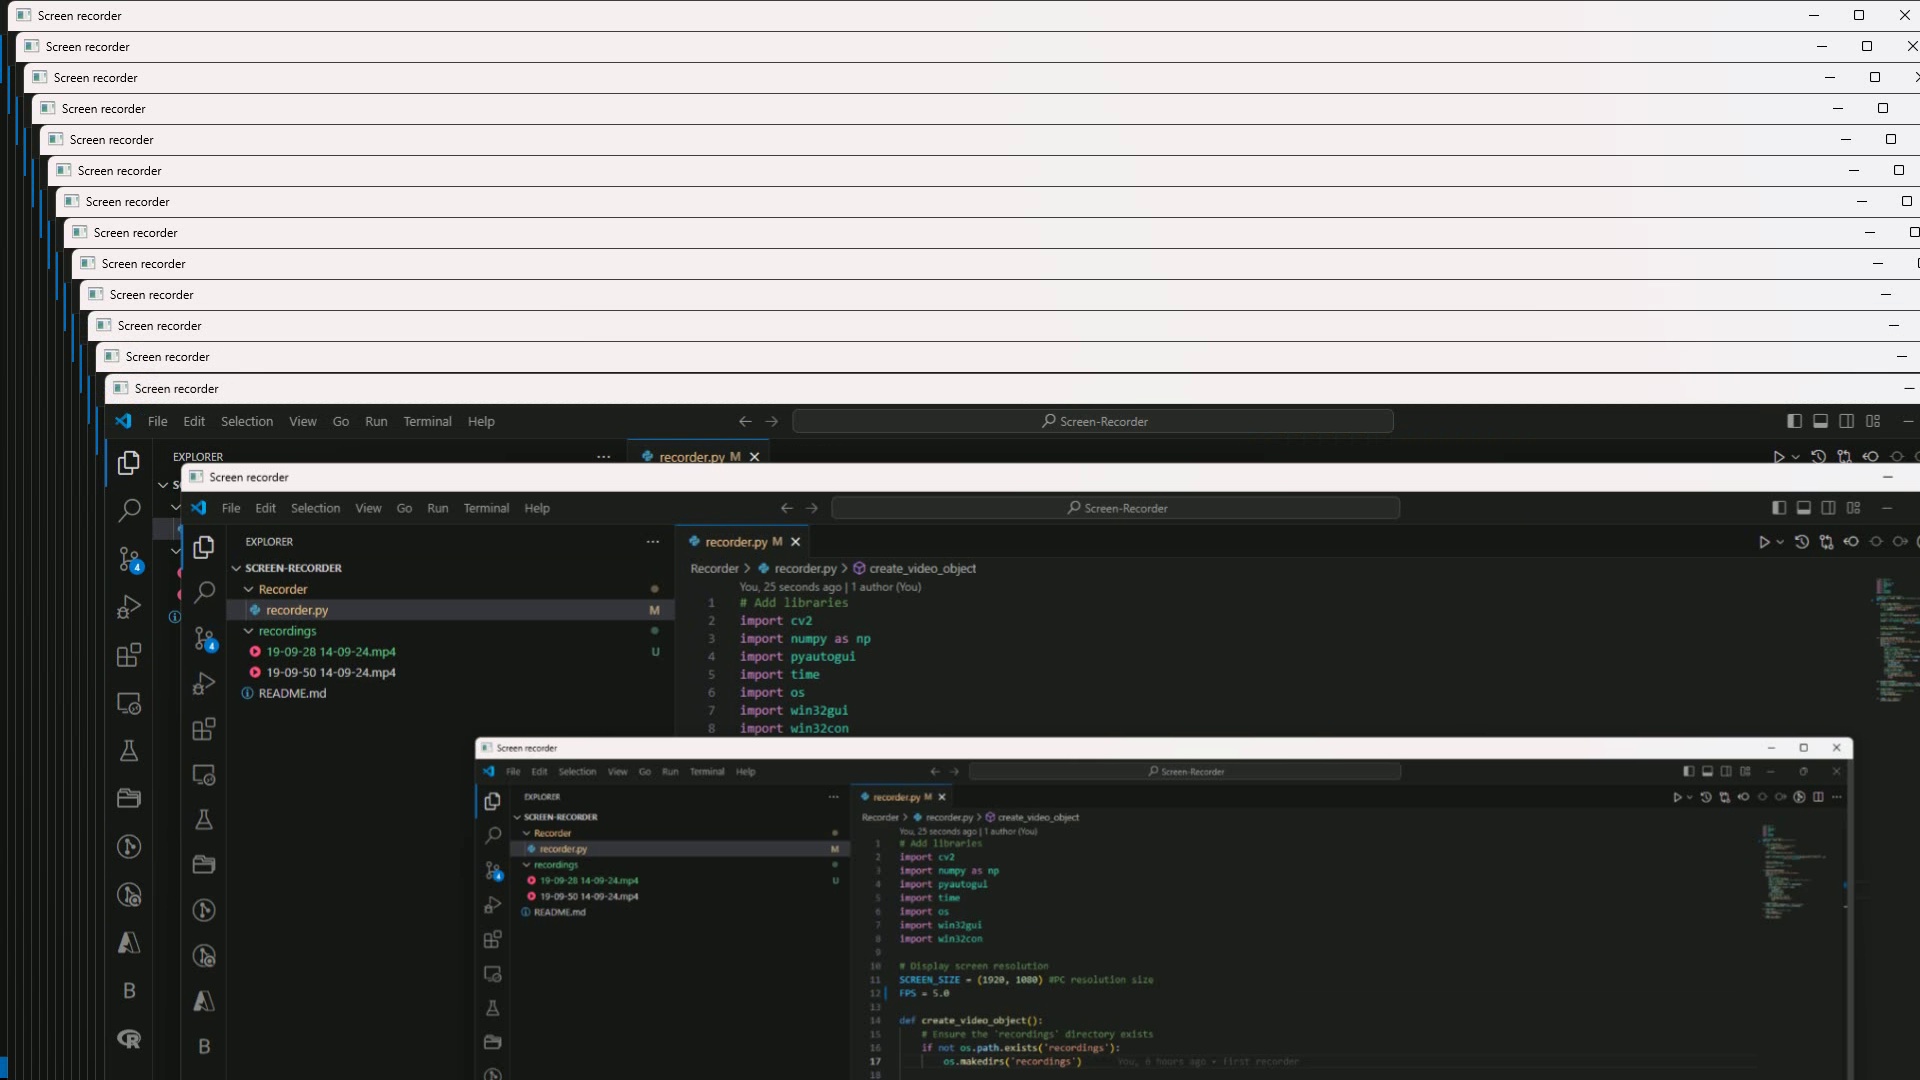 Screen recorder
Screen recorder
Screen recorder
Screen recorder
Screen recorder
Screen recorder
Screen recorder
Screen recorder
Screen recorder
Screen recorder
Screen recorder
Screen recorder
Screen recorder
File Edit Selection View Go Run Terminal Help Screen-Recorder
EXPLORER ··· recorder.py M
Screen recorder
File Edit Selection View Go Run Terminal Help Screen-Recorder
EXPLORER ··· recorder.py M
Recorder > recorder.py > create_video_object
SCREEN-RECORDER
You, 25 seconds ago | 1 author (You)
Recorder
1 # Add libraries
recorder.py M
2 import cv2
recordings
3 import numpy as np
19-09-28 14-09-24.mp4 U
4 import pyautogui
19-09-50 14-09-24.mp4
5 import time
README.md
6 import os
7 import win32gui
8 import win32con
4
4
B
R
B
Screen recorder
File Edit Selection View Go Run Terminal Help Screen-Recorder
EXPLORER ··· recorder.py M
SCREEN-RECORDER
Recorder > recorder.py > create_video_object
Recorder
You, 25 seconds ago | 1 author (You)
1 # Add libraries
recorder.py M
2 import cv2
recordings
3 import numpy as np
19-09-28 14-09-24.mp4 U
4 import pyautogui
19-09-50 14-09-24.mp4
5 import time
README.md
6 import os
7 import win32gui
8 import win32con
9
10 # Display screen resolution
11 SCREEN_SIZE = (1920, 1080) #PC resolution size
12 FPS = 5.0
13
14 def create_video_object():
15 # Ensure the 'recordings' directory exists
16 if not os.path.exists('recordings'):
17 os.makedirs('recordings') You, 6 hours ago • first recorder
18